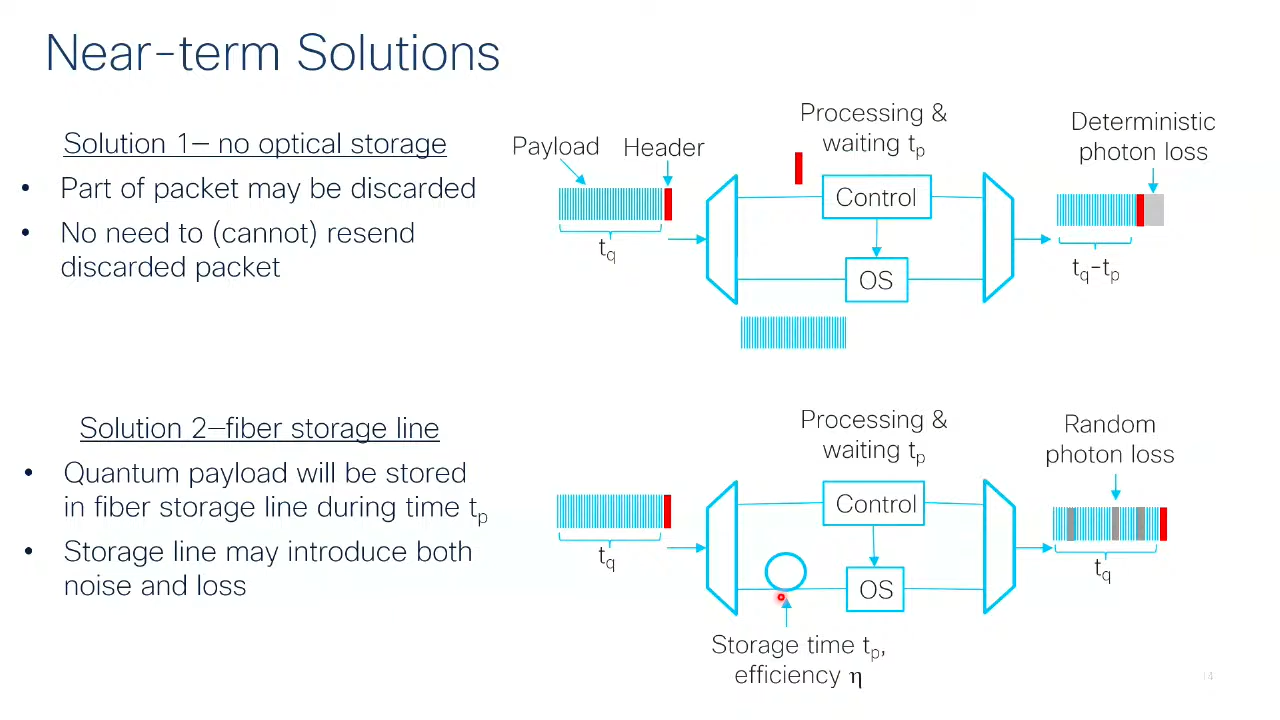 Near-term Solutions
Solution 1– no optical storage
• Part of packet may be discarded
• No need to (cannot) resend
discarded packet
Payload
Header
tq
Processing &
waiting tp
Control
OS
Deterministic
photon loss
tq-tp
Solution 2–fiber storage line
• Quantum payload will be stored
in fiber storage line during time tp
• Storage line may introduce both
noise and loss
tq
Processing &
waiting tp
Control
OS
Storage time tp,
efficiency η
Random
photon loss
tq
14